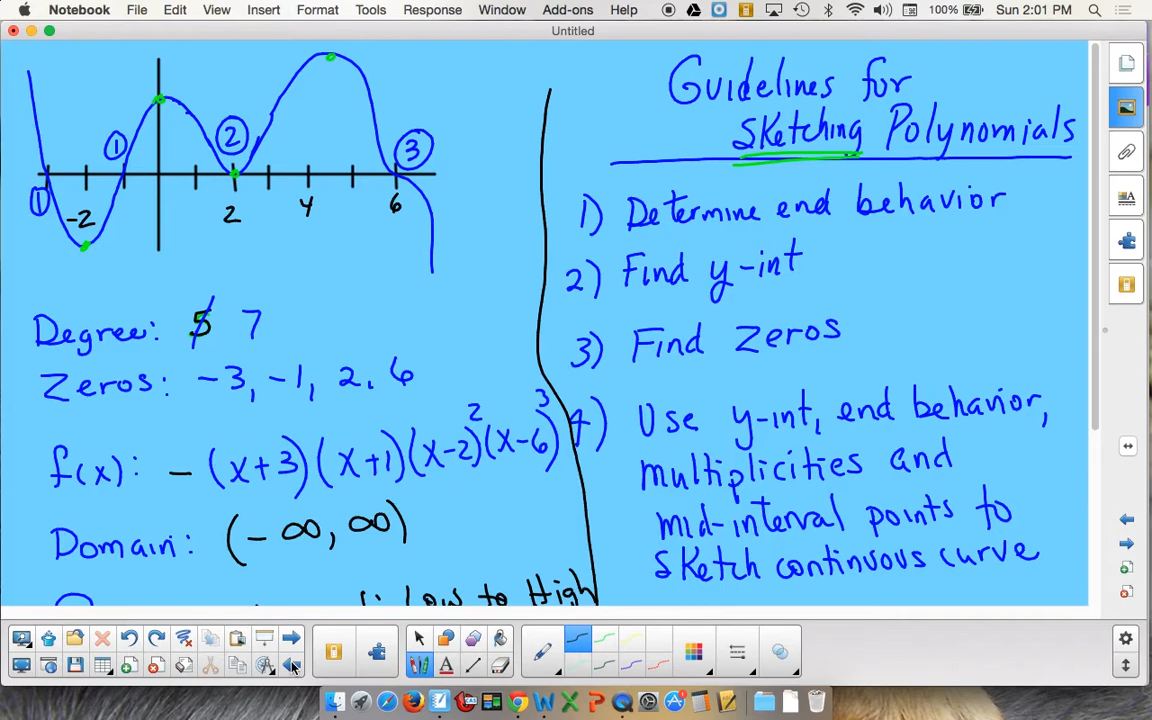 Notebook File Edit View Insert Format Tools Response Window Add-ons Help 100% Sun 2:01 PM
Untitled
Guidelines for
Sketching Polynomials
1 1 2 3
-2 2 4 6
1) Determine end behavior
2) Find y-int
3) Find zeros
4) Use y-int, end behavior,
multiplicities and
mid-interval points to
sketch continuous curve
Degree: 5 7
Zeros: -3, -1, 2, 6
f(x): - (x+3)(x+1)(x-2)²(x-6)³
Domain: (-∞, ∞)
Low to High
A